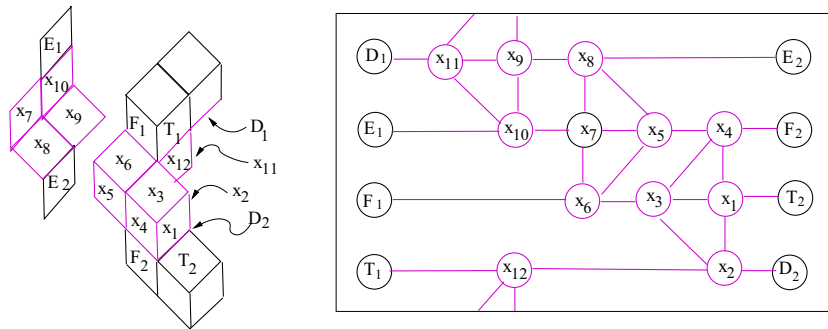 E₁
x₁₀
x₇
x₉
x₈
E₂
F₁
T₁
D₁
x₁₂
x₁₁
x₆
x₅
x₃
x₂
x₄
x₁
D₂
F₂
T₂
D₁ x₁₁ x₉ x₈ E₂
E₁ x₁₀ x₇ x₅ x₄ F₂
F₁ x₆ x₃ x₁ T₂
T₁ x₁₂ x₂ D₂